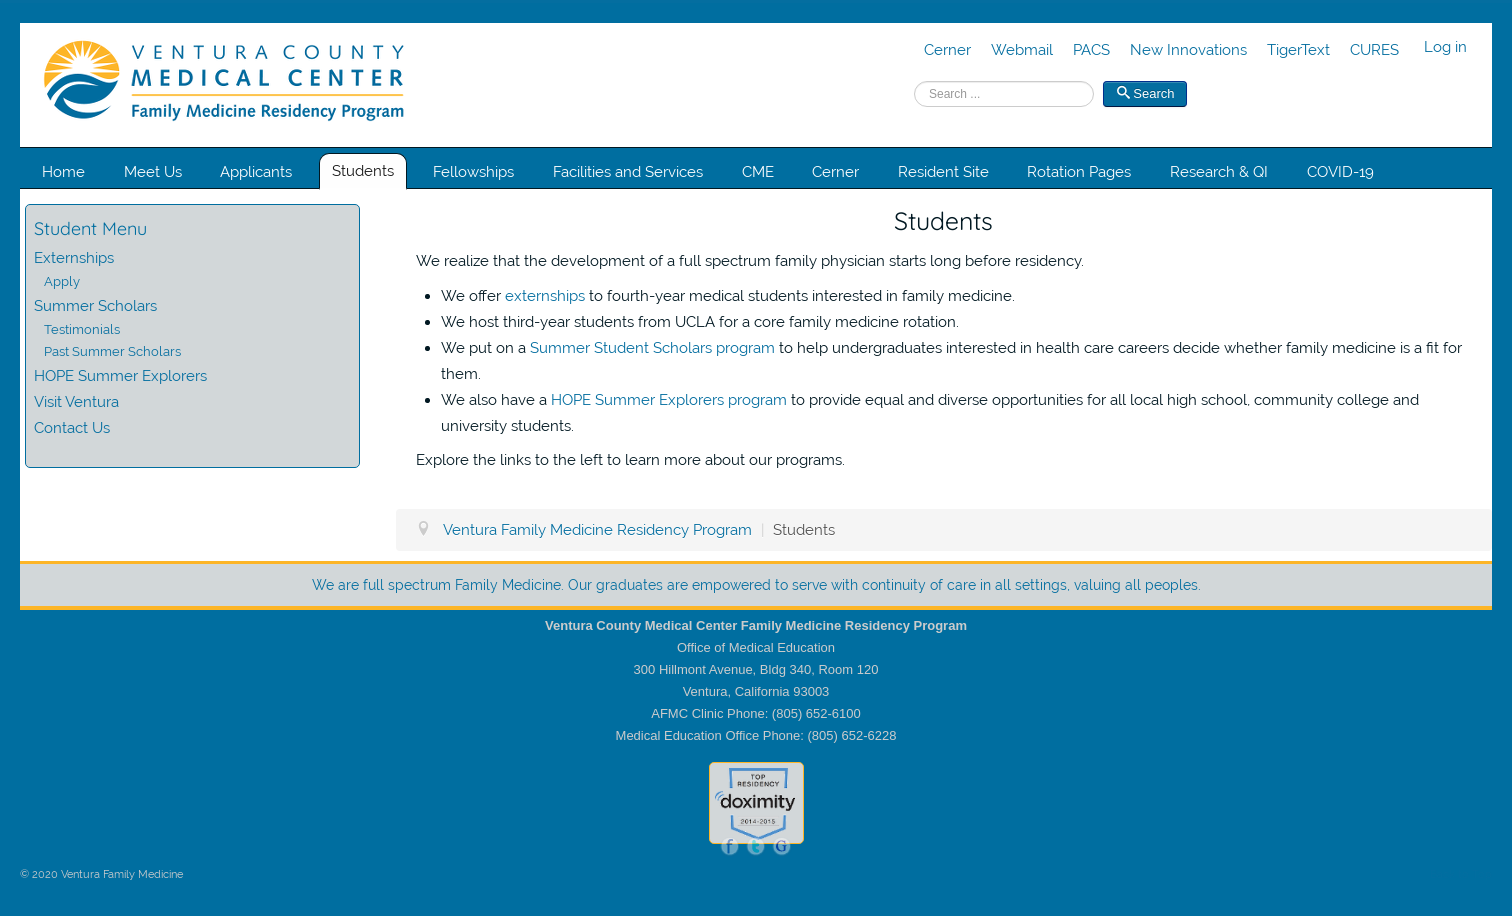 VENTURA COUNTY
MEDICAL CENTER
Family Medicine Residency Program
Cerner Webmail PACS New Innovations TigerText CURES Log in
Search ... Search
Home Meet Us Applicants Students Fellowships Facilities and Services CME Cerner Resident Site Rotation Pages Research & QI COVID-19
Student Menu
Externships
Apply
Summer Scholars
Testimonials
Past Summer Scholars
HOPE Summer Explorers
Visit Ventura
Contact Us
Students
We realize that the development of a full spectrum family physician starts long before residency.
We offer externships to fourth-year medical students interested in family medicine.
We host third-year students from UCLA for a core family medicine rotation.
We put on a Summer Student Scholars program to help undergraduates interested in health care careers decide whether family medicine is a fit for
them.
We also have a HOPE Summer Explorers program to provide equal and diverse opportunities for all local high school, community college and
university students.
Explore the links to the left to learn more about our programs.
Ventura Family Medicine Residency Program | Students
We are full spectrum Family Medicine. Our graduates are empowered to serve with continuity of care in all settings, valuing all peoples.
Ventura County Medical Center Family Medicine Residency Program
Office of Medical Education
300 Hillmont Avenue, Bldg 340, Room 120
Ventura, California 93003
AFMC Clinic Phone: (805) 652-6100
Medical Education Office Phone: (805) 652-6228
TOP
RESIDENCY
doximity
2014-2015
f t G
© 2020 Ventura Family Medicine